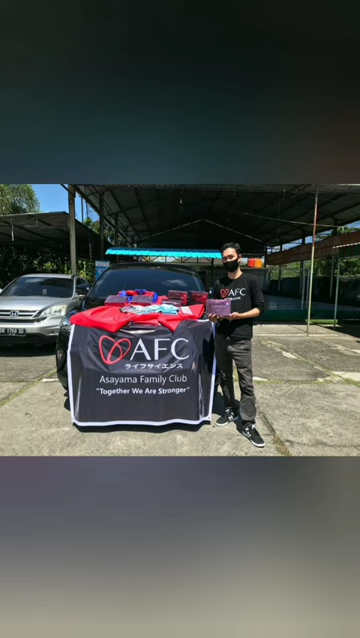 AFC
ライフサイエンス
Asayama Family Club
"Together We Are Stronger"
AFC